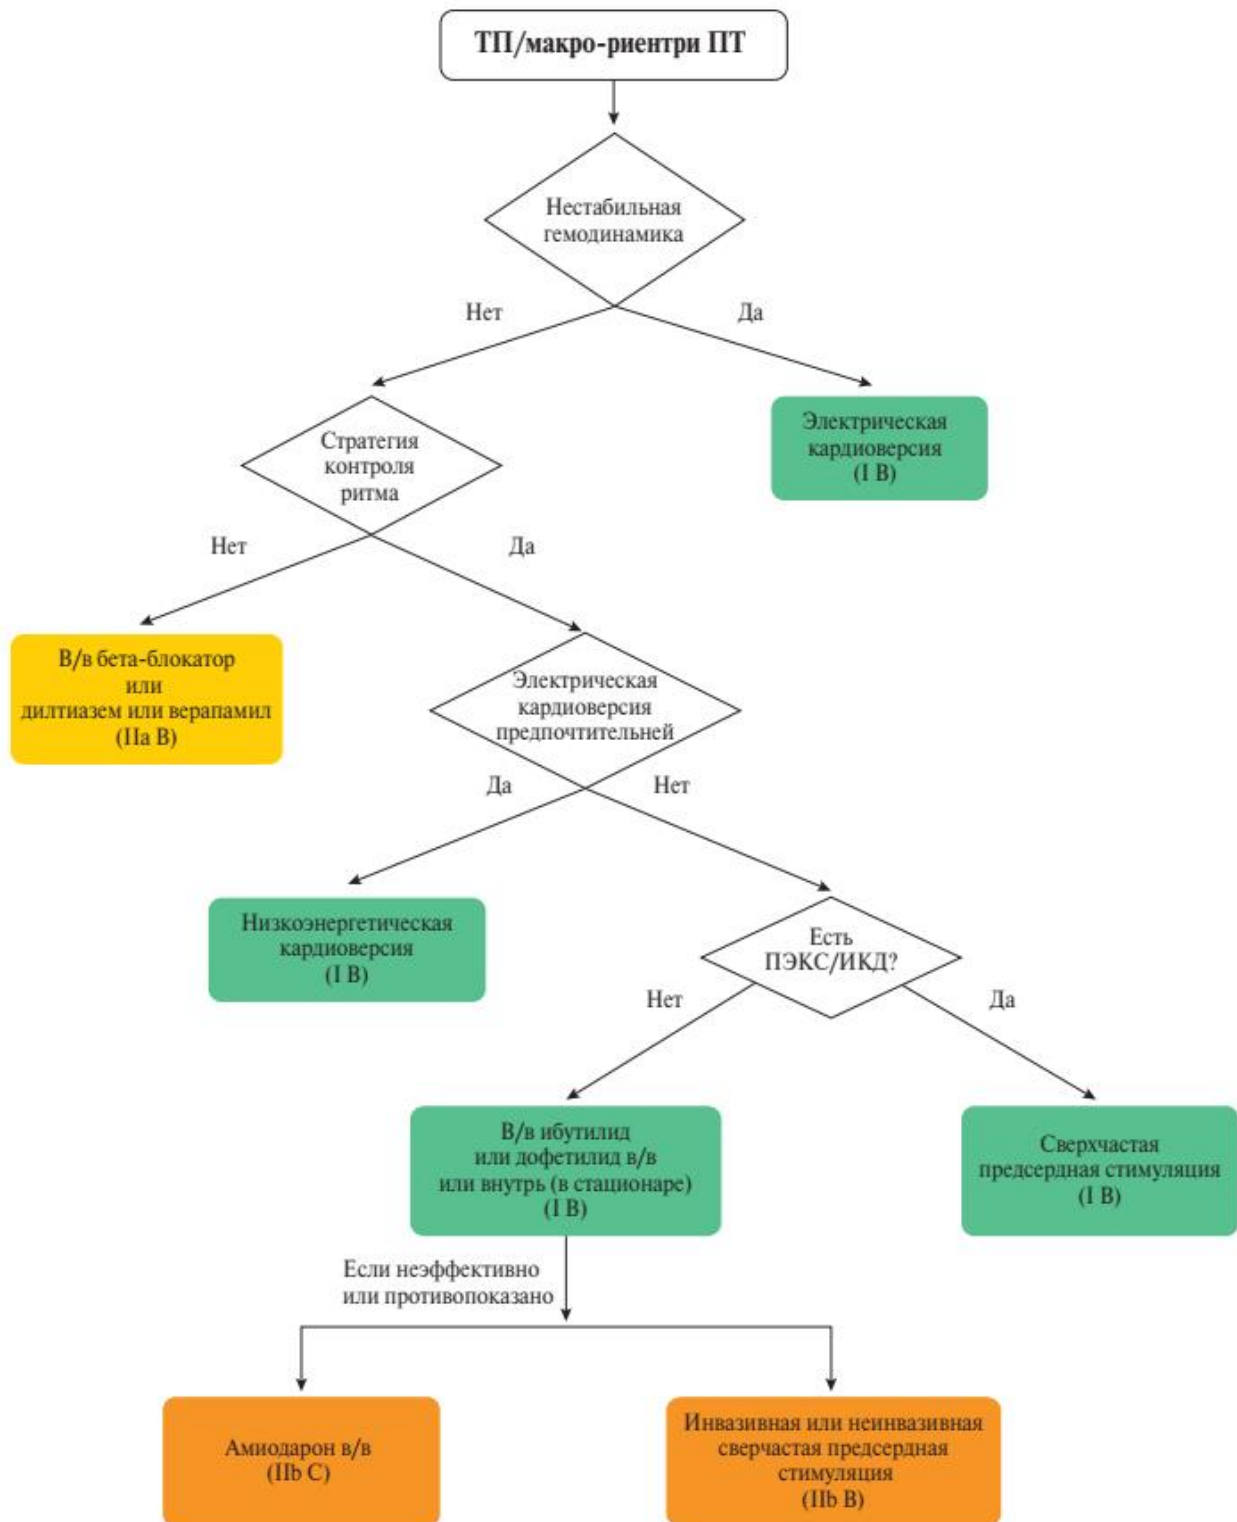 ТП/макро-риентри ПТ
Нестабильная
гемодинамика
Нет
Да
Стратегия
контроля
ритма
Электрическая
кардиоверсия
(I B)
Нет
Да
В/в бета-блокатор
или
дилтиазем или верапамил
(IIa B)
Электрическая
кардиоверсия
предпочтительней
Да
Нет
Низкоэнергетическая
кардиоверсия
(I B)
Есть
ПЭКС/ИКД?
Нет
Да
В/в ибутилид
или дофетилид в/в
или внутрь (в стационаре)
(I B)
Сверхчастая
предсердная стимуляция
(I B)
Если неэффективно
или противопоказано
Амиодарон в/в
(IIb C)
Инвазивная или неинвазивная
сверчастая предсердная
стимуляция
(IIb B)